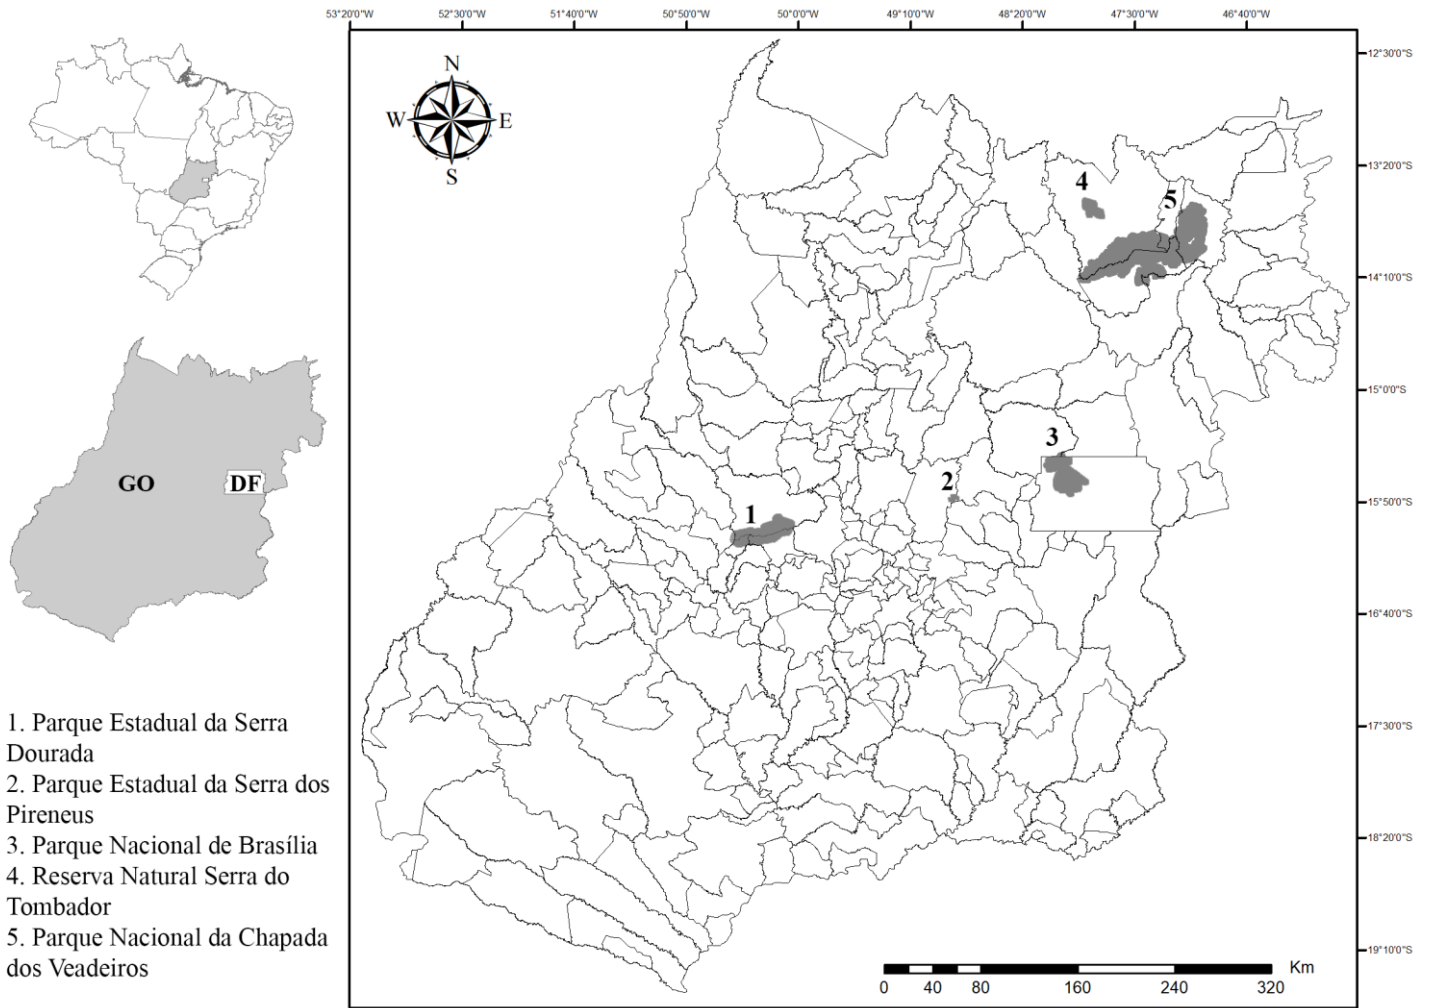 53°20'0"W 52°30'0"W 51°40'0"W 50°50'0"W 50°0'0"W 49°10'0"W 48°20'0"W 47°30'0"W 46°40'0"W
12°30'0"S
13°20'0"S
14°10'0"S
15°0'0"S
15°50'0"S
16°40'0"S
17°30'0"S
18°20'0"S
19°10'0"S
N
W E
S
4
5
3
2
1
GO DF
1. Parque Estadual da Serra
Dourada
2. Parque Estadual da Serra dos
Pireneus
3. Parque Nacional de Brasília
4. Reserva Natural Serra do
Tombador
5. Parque Nacional da Chapada
dos Veadeiros
Km
0 40 80 160 240 320